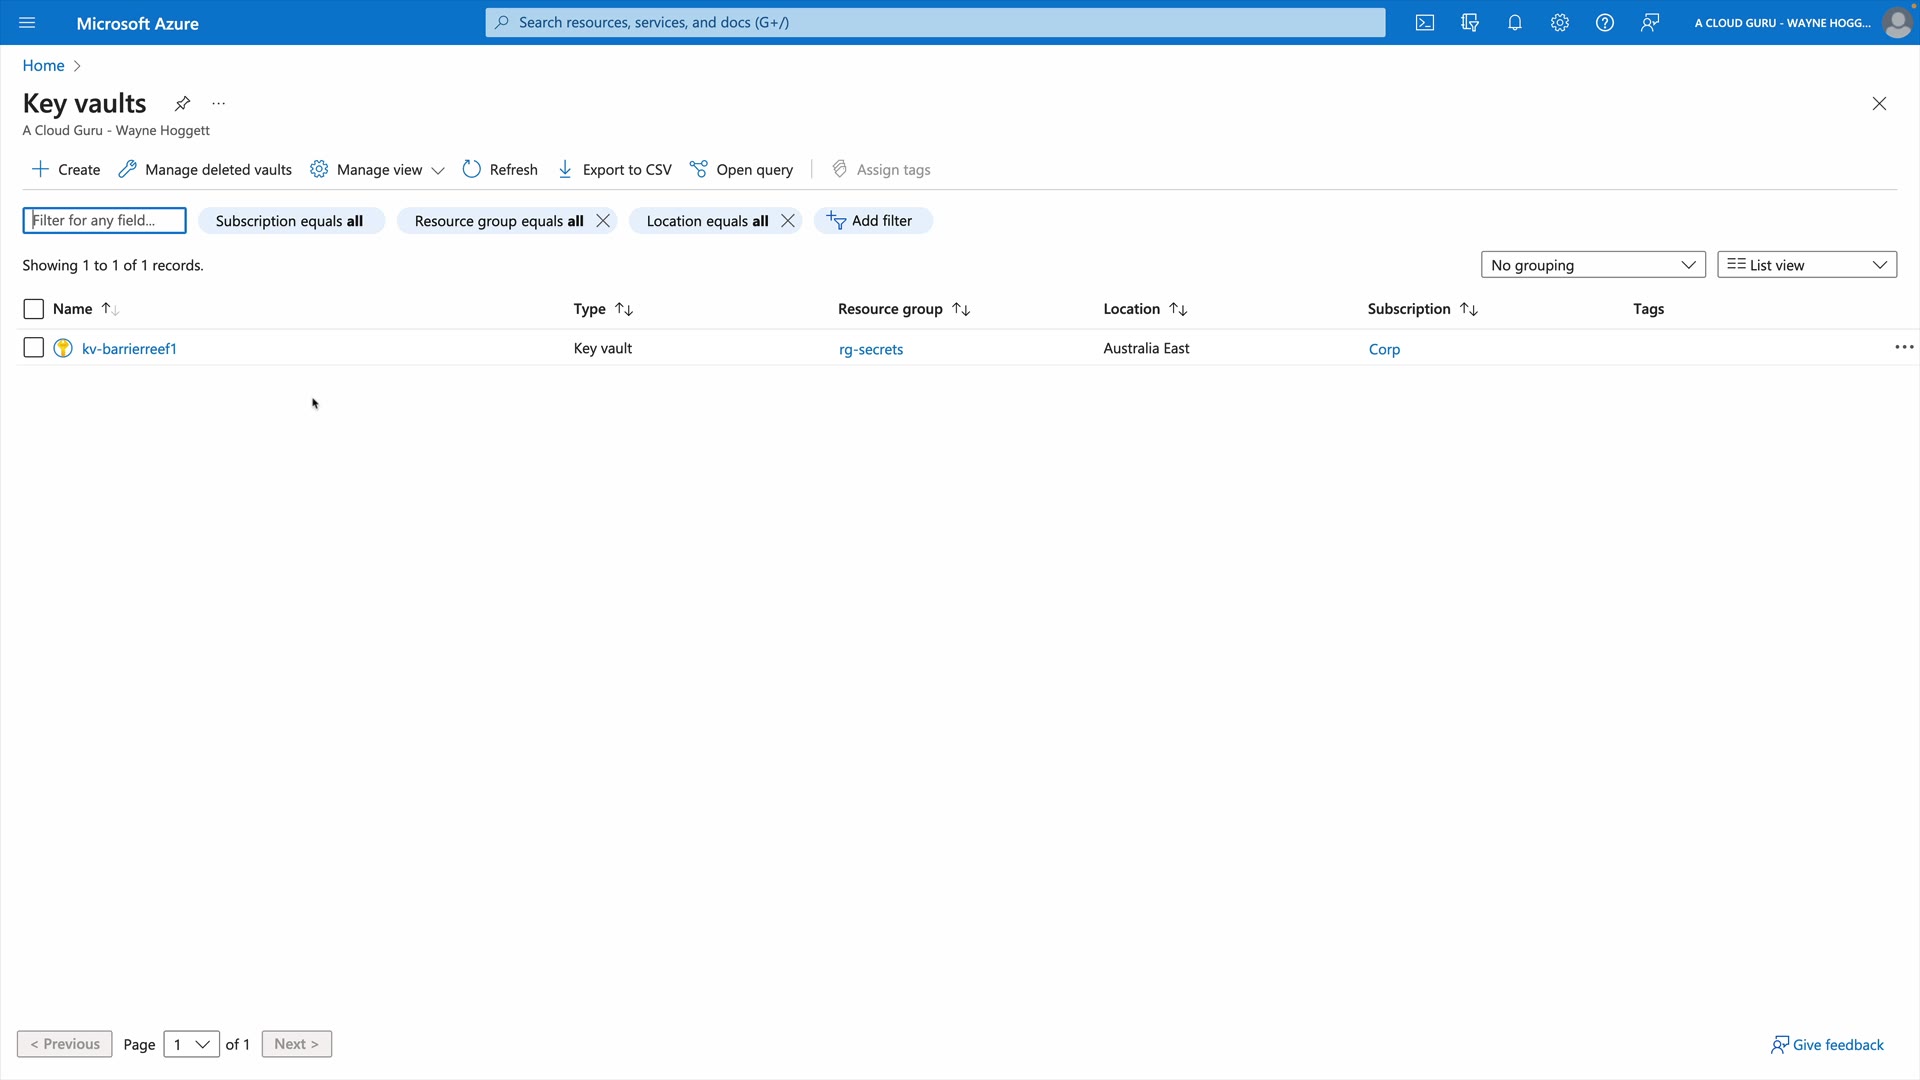 Microsoft Azure
Search resources, services, and docs (G+/)
A CLOUD GURU - WAYNE HOGG...
Home
Key vaults
A Cloud Guru - Wayne Hoggett
Create Manage deleted vaults Manage view Refresh Export to CSV Open query Assign tags
Filter for any field... Subscription equals all Resource group equals all Location equals all Add filter
Showing 1 to 1 of 1 records. No grouping List view
Name Type Resource group Location Subscription Tags
kv-barrierreef1 Key vault rg-secrets Australia East Corp
< Previous Page 1 of 1 Next > Give feedback